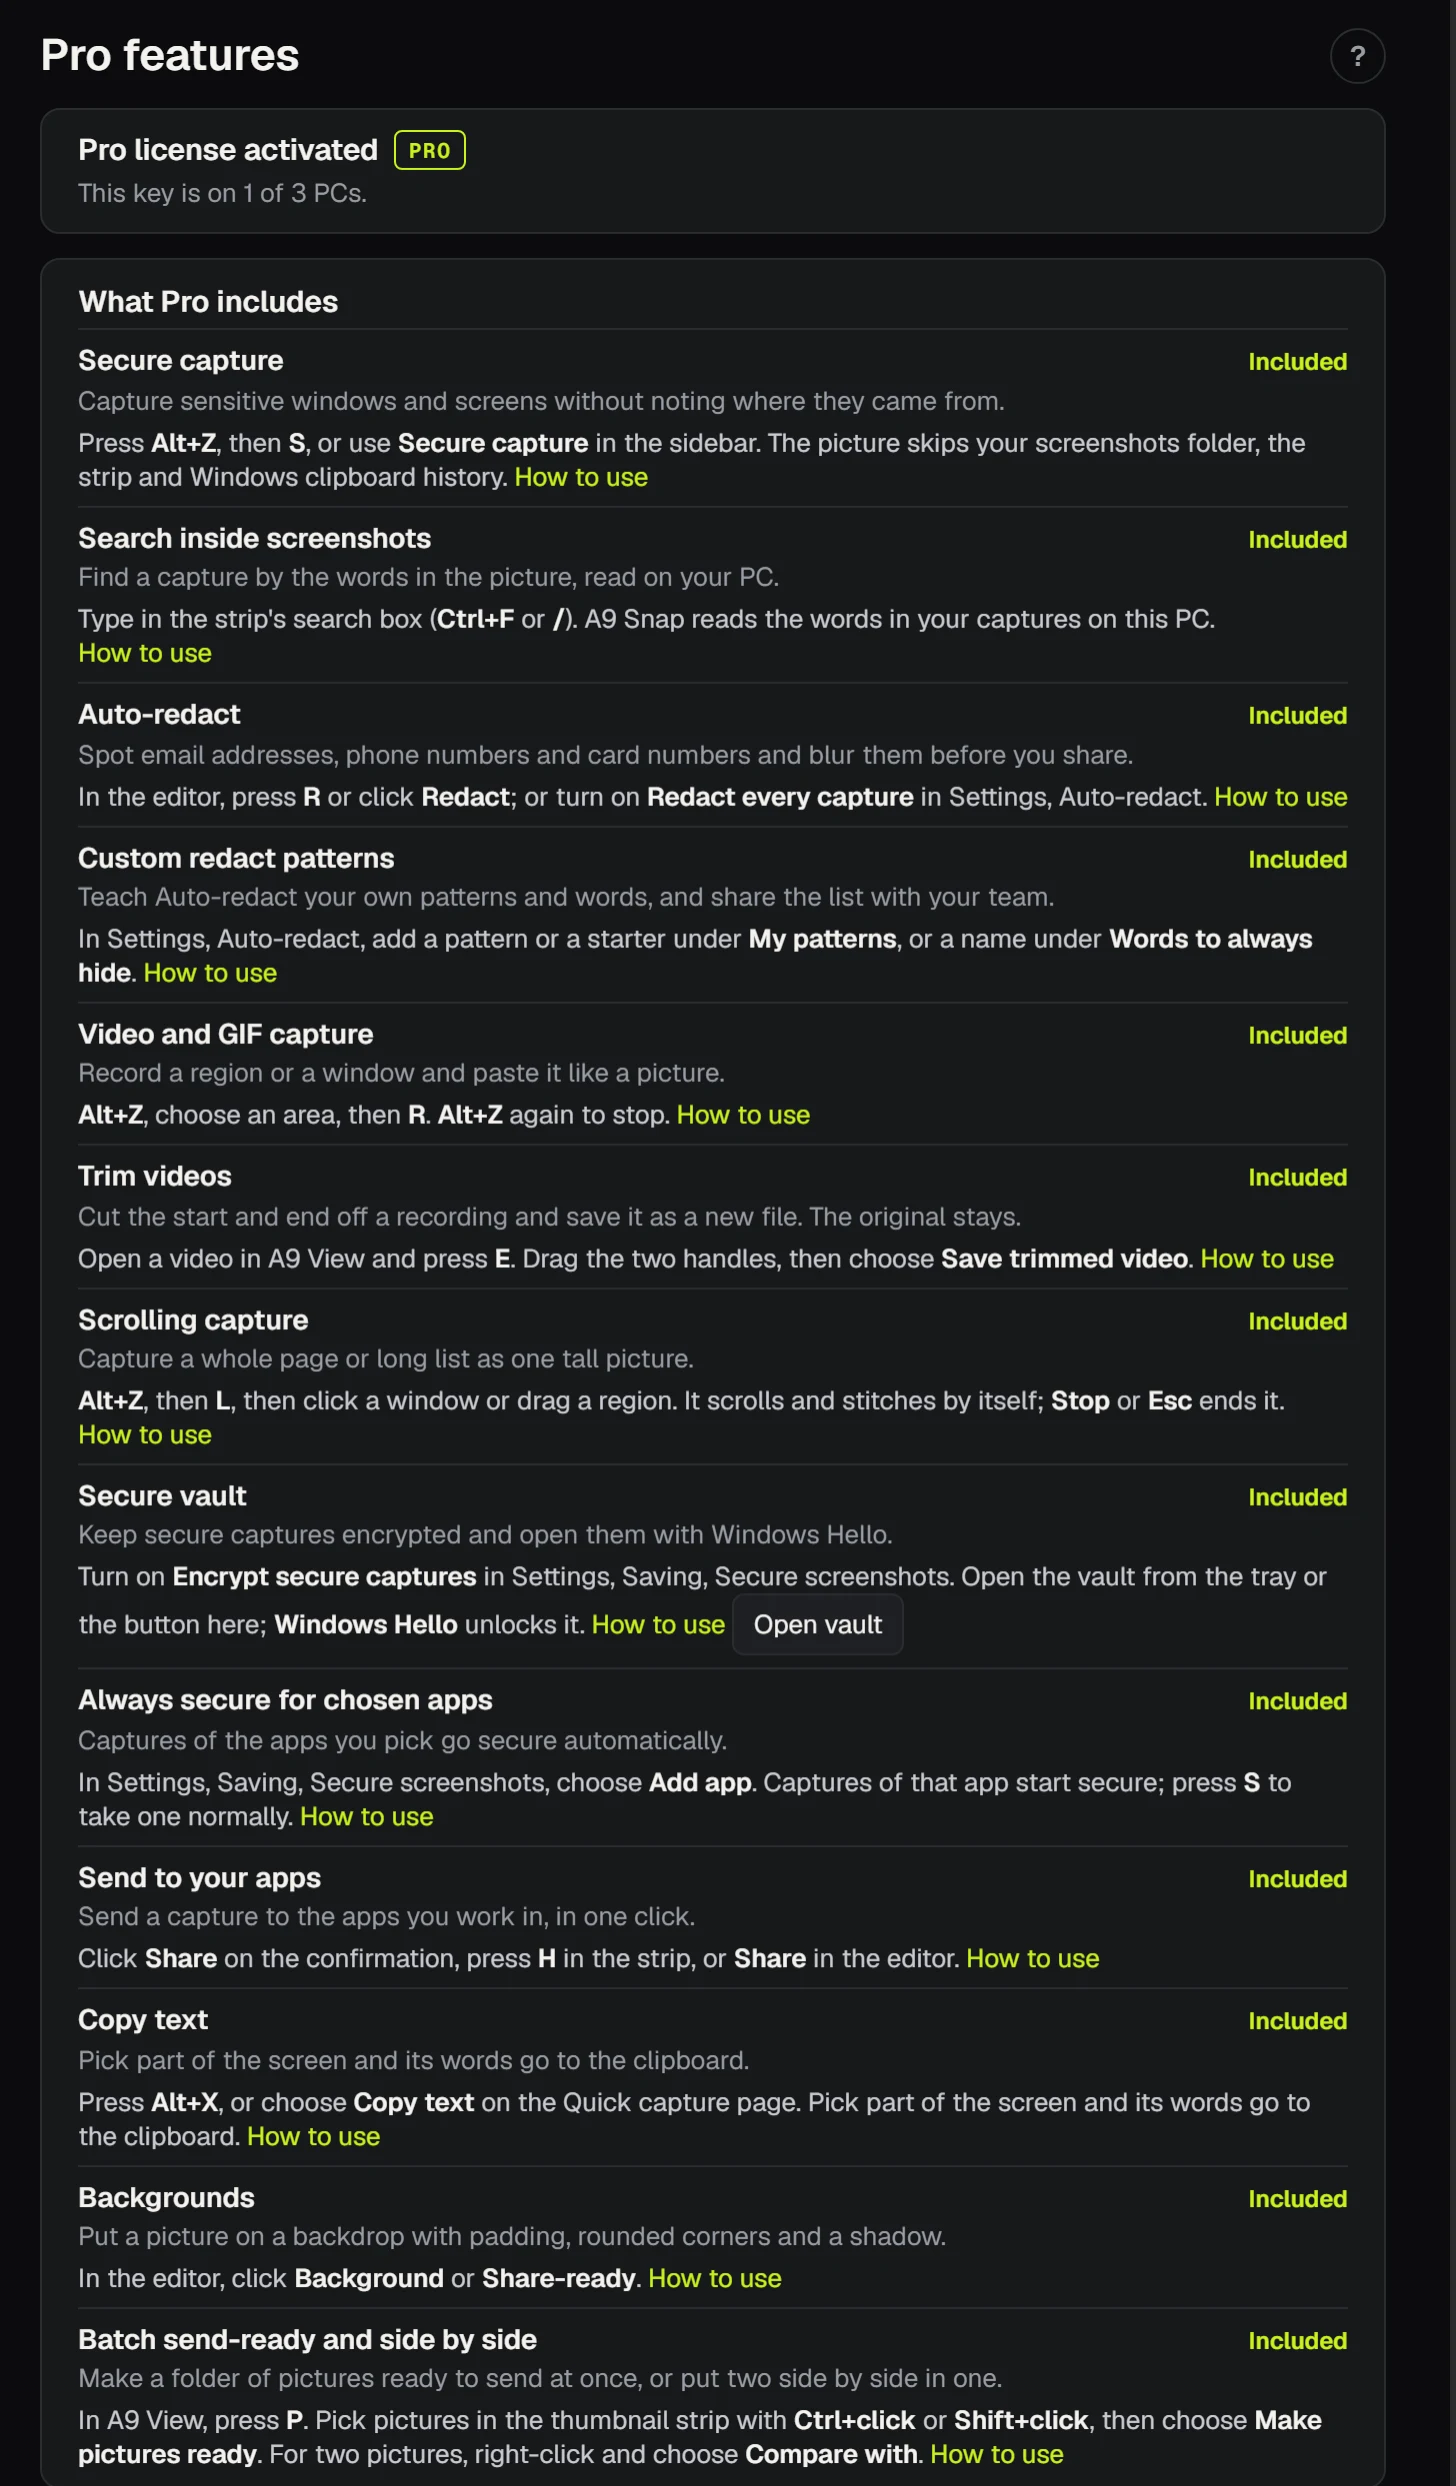 Pro features
?
Pro license activated PRO
This key is on 1 of 3 PCs.
What Pro includes
Secure capture Included
Capture sensitive windows and screens without noting where they came from.
Press Alt+Z, then S, or use Secure capture in the sidebar. The picture skips your screenshots folder, the
strip and Windows clipboard history. How to use
Search inside screenshots Included
Find a capture by the words in the picture, read on your PC.
Type in the strip's search box (Ctrl+F or /). A9 Snap reads the words in your captures on this PC.
How to use
Auto-redact Included
Spot email addresses, phone numbers and card numbers and blur them before you share.
In the editor, press R or click Redact; or turn on Redact every capture in Settings, Auto-redact. How to use
Custom redact patterns Included
Teach Auto-redact your own patterns and words, and share the list with your team.
In Settings, Auto-redact, add a pattern or a starter under My patterns, or a name under Words to always
hide. How to use
Video and GIF capture Included
Record a region or a window and paste it like a picture.
Alt+Z, choose an area, then R. Alt+Z again to stop. How to use
Trim videos Included
Cut the start and end off a recording and save it as a new file. The original stays.
Open a video in A9 View and press E. Drag the two handles, then choose Save trimmed video. How to use
Scrolling capture Included
Capture a whole page or long list as one tall picture.
Alt+Z, then L, then click a window or drag a region. It scrolls and stitches by itself; Stop or Esc ends it.
How to use
Secure vault Included
Keep secure captures encrypted and open them with Windows Hello.
Turn on Encrypt secure captures in Settings, Saving, Secure screenshots. Open the vault from the tray or
the button here; Windows Hello unlocks it. How to use Open vault
Always secure for chosen apps Included
Captures of the apps you pick go secure automatically.
In Settings, Saving, Secure screenshots, choose Add app. Captures of that app start secure; press S to
take one normally. How to use
Send to your apps Included
Send a capture to the apps you work in, in one click.
Click Share on the confirmation, press H in the strip, or Share in the editor. How to use
Copy text Included
Pick part of the screen and its words go to the clipboard.
Press Alt+X, or choose Copy text on the Quick capture page. Pick part of the screen and its words go to
the clipboard. How to use
Backgrounds Included
Put a picture on a backdrop with padding, rounded corners and a shadow.
In the editor, click Background or Share-ready. How to use
Batch send-ready and side by side Included
Make a folder of pictures ready to send at once, or put two side by side in one.
In A9 View, press P. Pick pictures in the thumbnail strip with Ctrl+click or Shift+click, then choose Make
pictures ready. For two pictures, right-click and choose Compare with. How to use